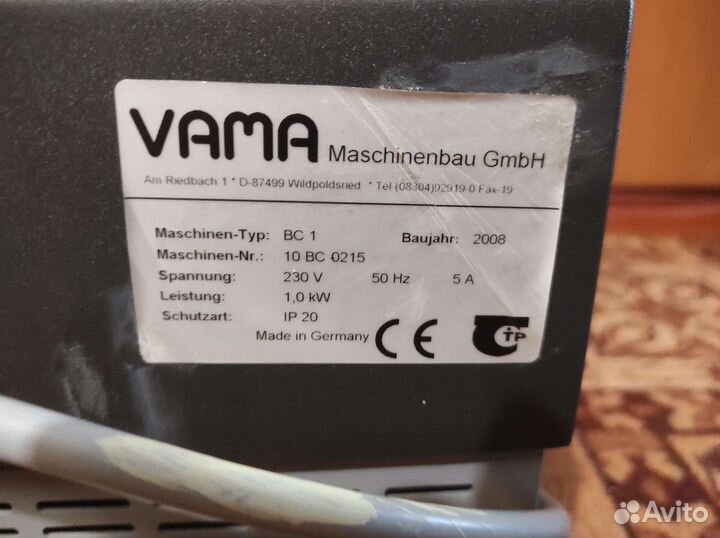 VAMA Maschinenbau GmbH
Am Riedbach 1 * D-87499 Wildpoldsried * Tel (08304)92919-0 Fax-19
Maschinen-Typ: BC 1 Baujahr: 2008
Maschinen-Nr.: 10 BC 0215
Spannung: 230 V 50 Hz 5 A
Leistung: 1,0 kW
Schutzart: IP 20
Made in Germany CE TP
Avito